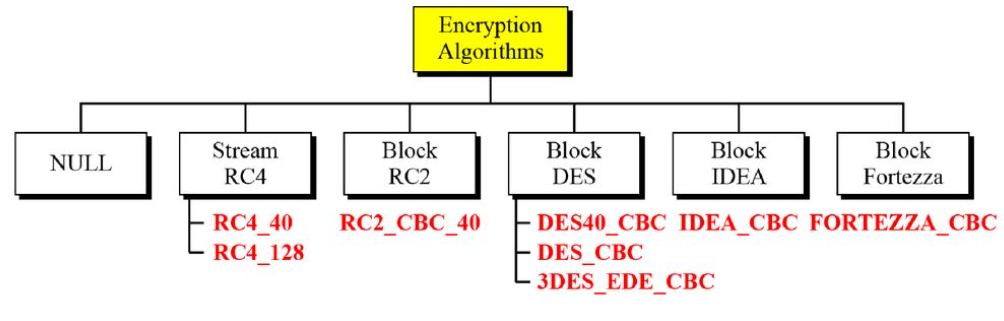 Encryption
Algorithms
NULL
Stream
RC4
Block
RC2
Block
DES
Block
IDEA
Block
Fortezza
RC4_40
RC4_128
RC2_CBC_40
DES40_CBC
DES_CBC
3DES_EDE_CBC
IDEA_CBC
FORTEZZA_CBC